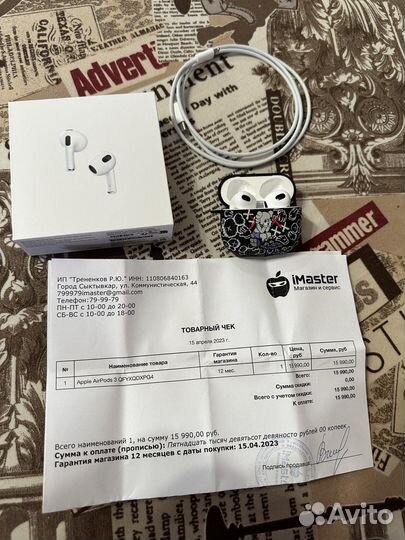 Advert
Day with
DOUBL
ИП "Трененков Р.Ю." ИНН: 110806840163
Город Сыктывкар, ул. Коммунистическая, 44
799979imaster@gmail.com
Телефон:79-99-79
ПН-ПТ с 10-00 до 20-00
СБ-ВС с 10-00 до 18-00
iMaster
Магазин и сервис
ТОВАРНЫЙ ЧЕК
15 апреля 2023 г.
№ Наименование товара Гарантия магазина Кол-во Цена, руб Сумма, руб
1 Apple AirPods 3 QPYXQDXPG4 12 мес. 1 15 990,00 15 990,00
Всего: 15 990,00
Сумма скидки: 0,00
Всего с учетом скидки: 15 990,00
К оплате: 15 990,00
Всего наименований 1, на сумму 15 990,00 руб.
Сумма к оплате (прописью): Пятнадцать тысяч девятьсот девяносто рублей 00 копеек
Гарантия магазина 12 месяцев с даты покупки: 15.04.2023
Подпись продавца
Avito